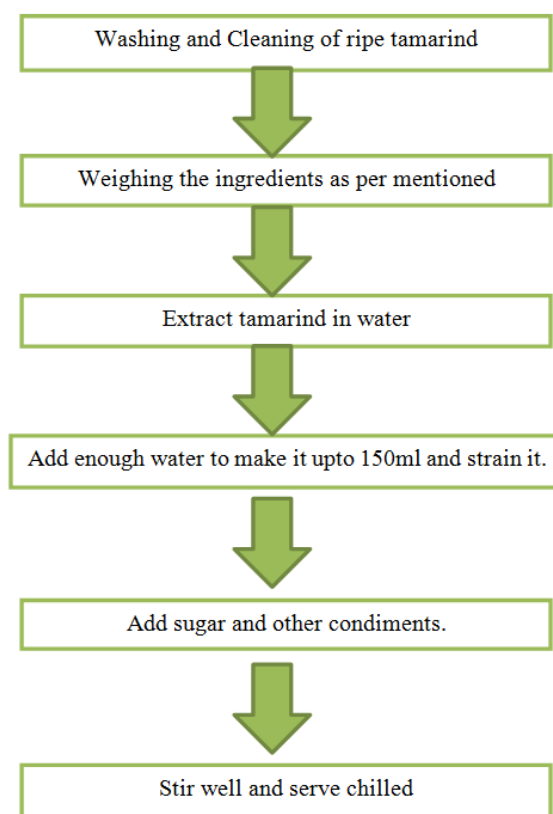 Washing and Cleaning of ripe tamarind
Weighing the ingredients as per mentioned
Extract tamarind in water
Add enough water to make it upto 150ml and strain it.
Add sugar and other condiments.
Stir well and serve chilled